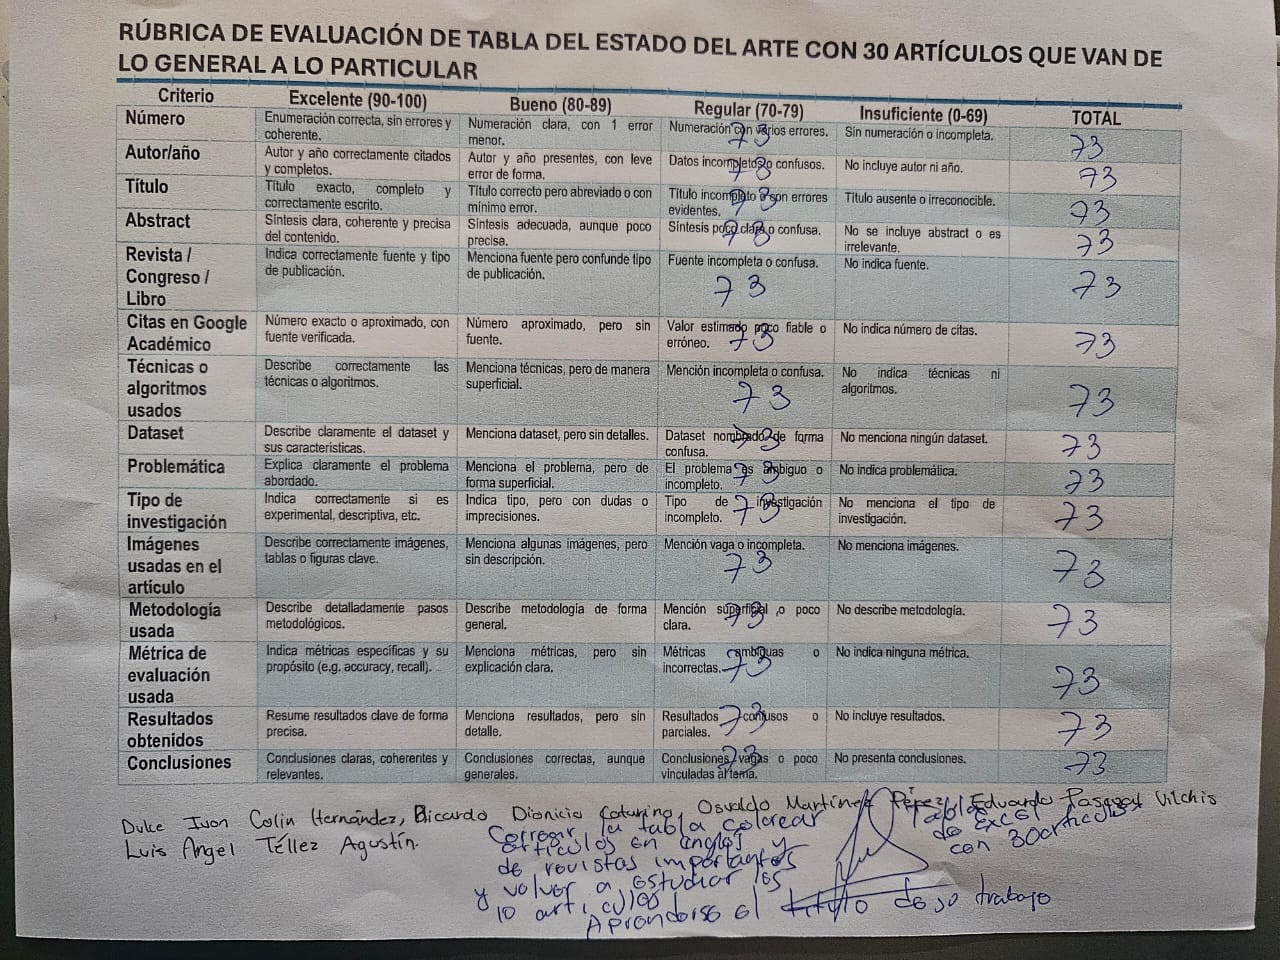 RÚBRICA DE EVALUACIÓN DE TABLA DEL ESTADO DEL ARTE CON 30 ARTÍCULOS QUE VAN DE
LO GENERAL A LO PARTICULAR
Criterio Excelente (90-100) Bueno (80-89) Regular (70-79) Insuficiente (0-69) TOTAL
Número Enumeración correcta, sin errores y coherente. Numeración clara, con 1 error menor. Numeración con varios errores. 73 Sin numeración o incompleta. 73
Autor/año Autor y año correctamente citados y completos. Autor y año presentes, con leve error de forma. Datos incompletos o confusos. 73 No incluye autor ni año. 73
Título Título exacto, completo y correctamente escrito. Título correcto pero abreviado o con mínimo error. Título incompleto o con errores evidentes. 73 Título ausente o irreconocible. 73
Abstract Síntesis clara, coherente y precisa del contenido. Síntesis adecuada, aunque poco precisa. Síntesis poco clara o confusa. 73 No se incluye abstract o es irrelevante. 73
Revista / Congreso / Libro Indica correctamente fuente y tipo de publicación. Menciona fuente pero confunde tipo de publicación. Fuente incompleta o confusa. 73 No indica fuente. 73
Citas en Google Académico Número exacto o aproximado, con fuente verificada. Número aproximado, pero sin fuente. Valor estimado poco fiable o erróneo. 73 No indica número de citas. 73
Técnicas o algoritmos usados Describe correctamente las técnicas o algoritmos. Menciona técnicas, pero de manera superficial. Mención incompleta o confusa. 73 No indica técnicas ni algoritmos. 73
Dataset Describe claramente el dataset y sus características. Menciona dataset, pero sin detalles. Dataset nombrado de forma confusa. 73 No menciona ningún dataset. 73
Problemática Explica claramente el problema abordado. Menciona el problema, pero de forma superficial. El problema es ambiguo o incompleto. 73 No indica problemática. 73
Tipo de investigación Indica correctamente si es experimental, descriptiva, etc. Indica tipo, pero con dudas o imprecisiones. Tipo de investigación incompleto. 73 No menciona el tipo de investigación. 73
Imágenes usadas en el artículo Describe correctamente imágenes, tablas o figuras clave. Menciona algunas imágenes, pero sin descripción. Mención vaga o incompleta. 73 No menciona imágenes. 73
Metodología usada Describe detalladamente pasos metodológicos. Describe metodología de forma general. Mención superficial o poco clara. 73 No describe metodología. 73
Métrica de evaluación usada Indica métricas específicas y su propósito (e.g. accuracy, recall). Menciona métricas, pero sin explicación clara. Métricas ambiguas o incorrectas. 73 No indica ninguna métrica. 73
Resultados obtenidos Resume resultados clave de forma precisa. Menciona resultados, pero sin detalle. Resultados confusos o parciales. 73 No incluye resultados. 73
Conclusiones Conclusiones claras, coherentes y relevantes. Conclusiones correctas, aunque generales. Conclusiones vagas o poco vinculadas al tema. 73 No presenta conclusiones. 73
Dulce Ivon Colin Hernández, Ricardo Dionicio Caturino, Osvaldo Martínez Pérez, Eduardo Pasagay Vilchis
Luis Angel Téllez Agustín.
Corregar la tabla colorear
artículos en inglés y
de revistas importantes
y volver a estudiar los
10 artículos
Aprenderse el titulo de su trabajo
Tabla
de Excel
con 30 artículos